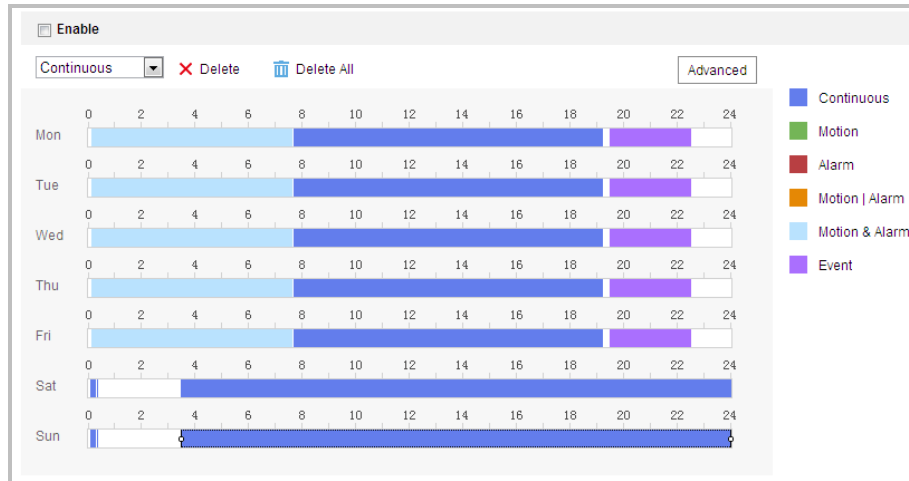 Enable
Continuous Delete Delete All Advanced
0 2 4 6 8 10 12 14 16 18 20 22 24
Mon
0 2 4 6 8 10 12 14 16 18 20 22 24
Tue
0 2 4 6 8 10 12 14 16 18 20 22 24
Wed
0 2 4 6 8 10 12 14 16 18 20 22 24
Thu
0 2 4 6 8 10 12 14 16 18 20 22 24
Fri
0 2 4 6 8 10 12 14 16 18 20 22 24
Sat
0 2 4 6 8 10 12 14 16 18 20 22 24
Sun
Continuous
Motion
Alarm
Motion | Alarm
Motion & Alarm
Event